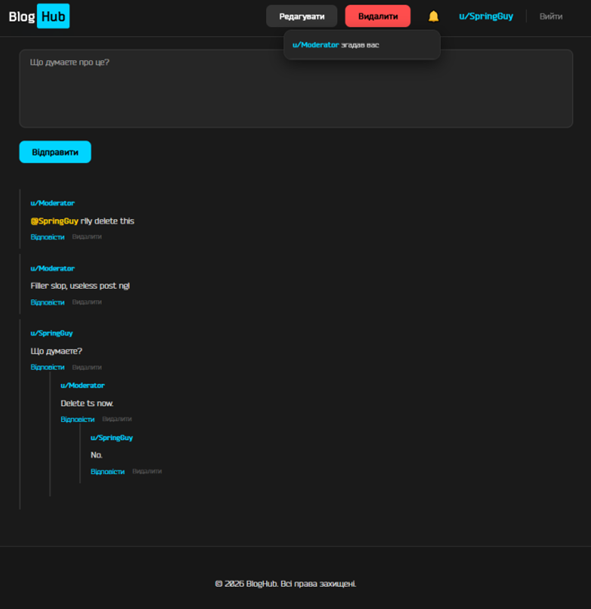 Blog Hub
Редагувати
Видалити
u/SpringGuy
Вийти
u/Moderator згадав вас
Що думаєте про це?
Відправити
u/Moderator
@SpringGuy rlly delete this
Відповісти Видалити
u/Moderator
Filler slop, useless post ngl
Відповісти Видалити
u/SpringGuy
Що думаєте?
Відповісти Видалити
u/Moderator
Delete ts now.
Відповісти Видалити
u/SpringGuy
No.
Відповісти Видалити
© 2026 BlogHub. Всі права захищені.